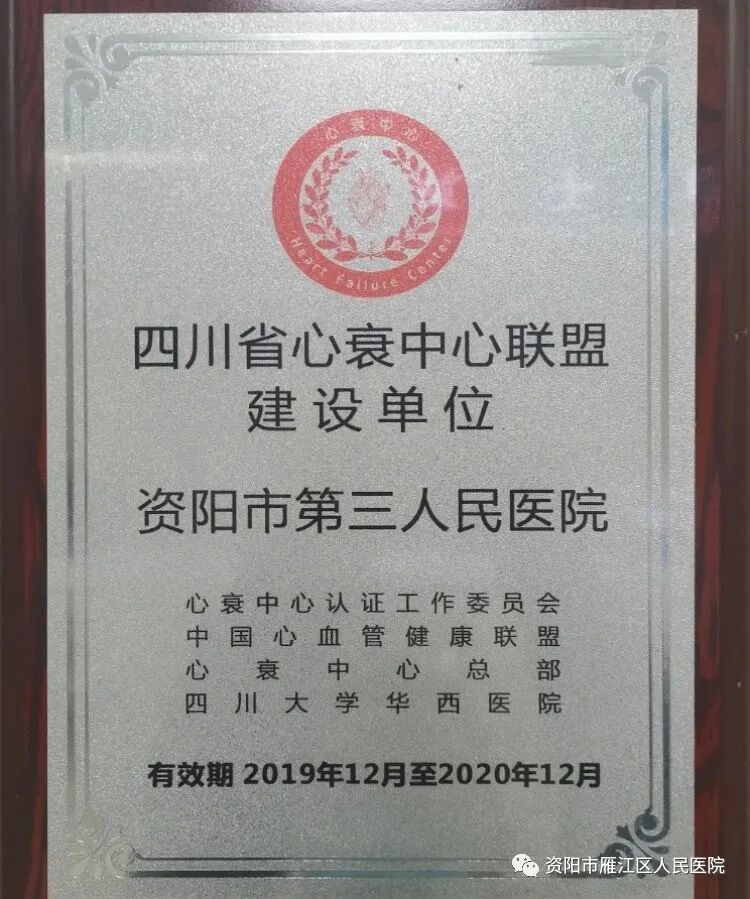 心衰中心
Heart Failure Center
四川省心衰中心联盟
建设单位
资阳市第三人民医院
心衰中心认证工作委员会
中国心血管健康联盟
心衰中心总部
四川大学华西医院
有效期 2019年12月至2020年12月
资阳市雁江区人民医院